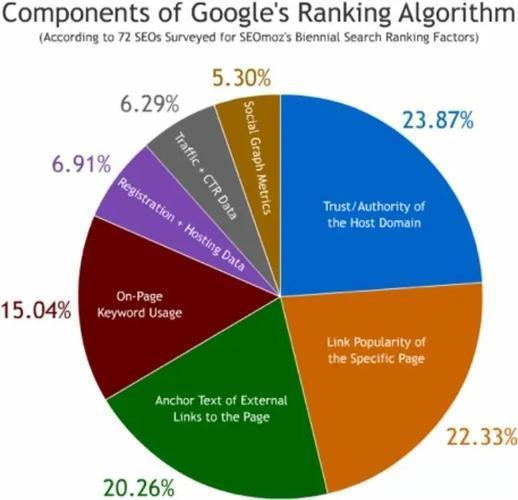 Components of Google's Ranking Algorithm
(According to 72 SEOs Surveyed for SEOmoz's Biennial Search Ranking Factors)
5.30%
Social Graph Metrics
23.87%
Trust/Authority of
the Host Domain
22.33%
Link Popularity of
the Specific Page
20.26%
Anchor Text of External
Links to the Page
15.04%
On-Page
Keyword Usage
6.91%
Registration + Hosting Data
6.29%
Traffic + CTR Data